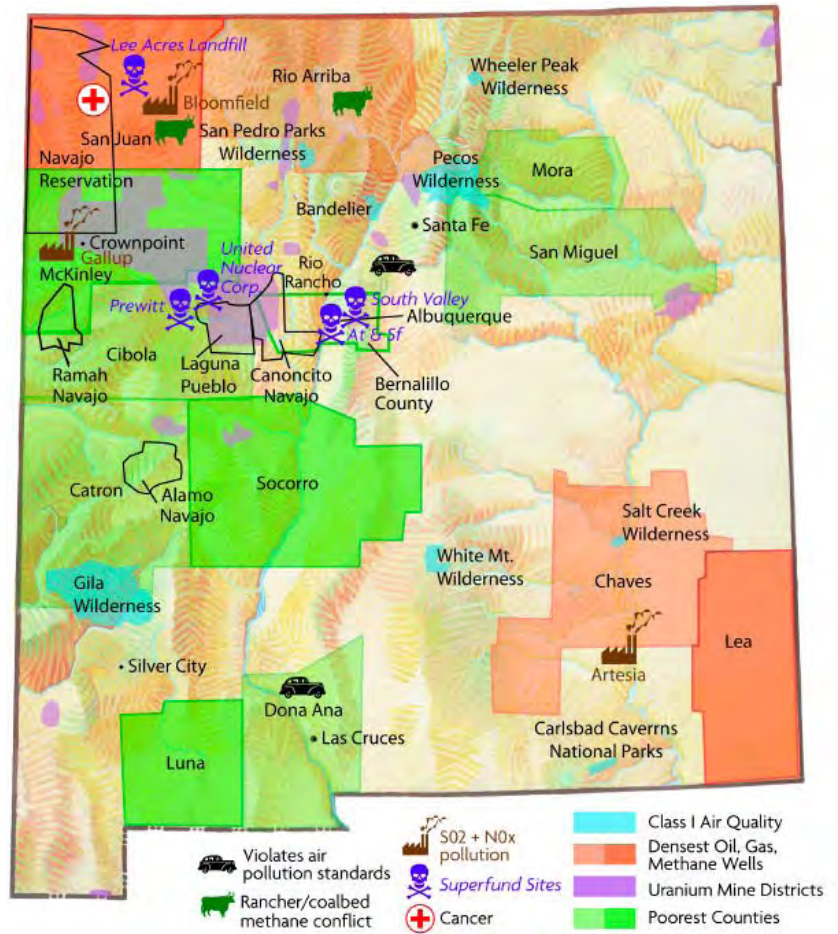 Lee Acres Landfill
Wheeler Peak
Wilderness
Rio Arriba
Bloomfield
San Juan
San Pedro Parks
Wilderness
Navajo
Reservation
Pecos
Wilderness
Mora
Bandelier
Santa Fe
Crownpoint
Gallup
McKinley
San Miguel
United
Nuclear
Corp
Rio
Rancho
Prewitt
South Valley
Albuquerque
At & Sf
Cibola
Ramah
Navajo
Laguna
Pueblo
Canoncito
Navajo
Bernalillo
County
Catron
Alamo
Navajo
Socorro
Salt Creek
Wilderness
White Mt.
Wilderness
Chaves
Gila
Wilderness
Lea
Silver City
Artesia
Dona Ana
Las Cruces
Carlsbad Caverrns
National Parks
Luna
Violates air
pollution standards
Rancher/coalbed
methane conflict
S02 + N0x
pollution
Superfund Sites
Cancer
Class I Air Quality
Densest Oil, Gas,
Methane Wells
Uranium Mine Districts
Poorest Counties